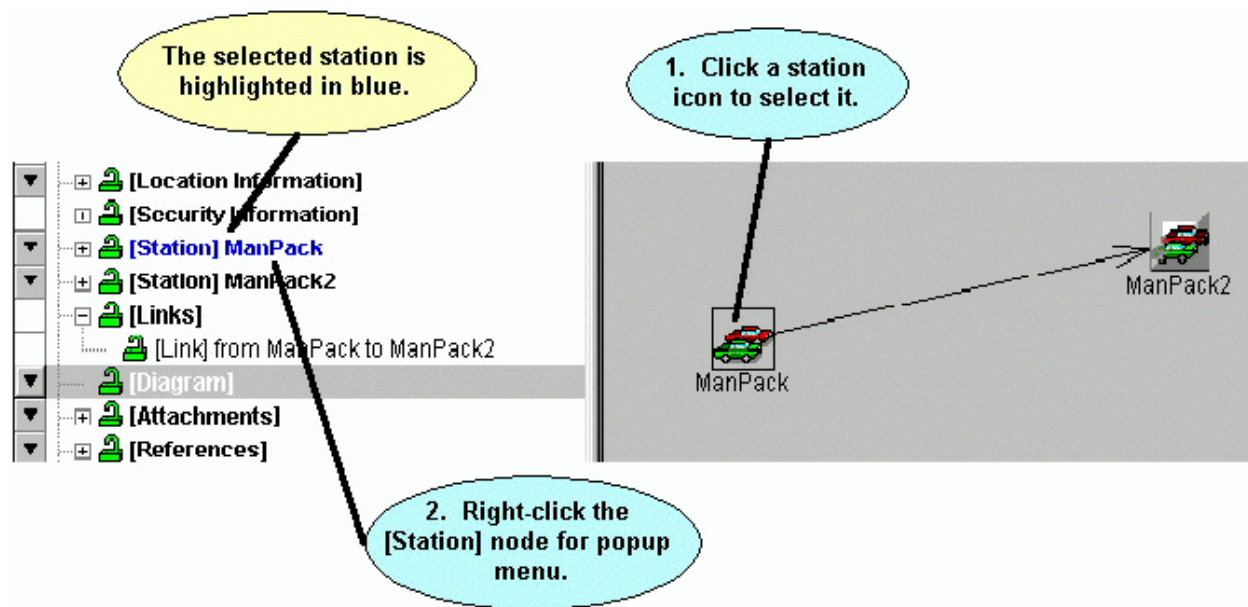 The selected station is
highlighted in blue.
1. Click a station
icon to select it.
[Location Information]
[Security Information]
[Station] ManPack
[Station] ManPack2
[Links]
[Link] from ManPack to ManPack2
[Diagram]
[Attachments]
[References]
ManPack2
ManPack
2. Right-click the
[Station] node for popup
menu.